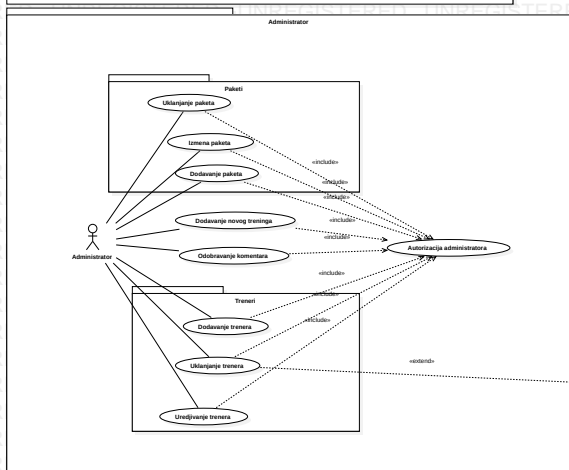 UNREGISTERED UNREGISTERED
Administrator
Paketi
Uklanjanje paketa
Izmena paketa
«include»
Dodavanje paketa
«include»
«include»
Dodavanje novog treninga
«include»
«include»
Autorizacija administratora
Administrator
Odobravanje komentara
«include»
Treneri
«include»
Dodavanje trenera
«include»
Uklanjanje trenera
«extend»
Uredjivanje trenera